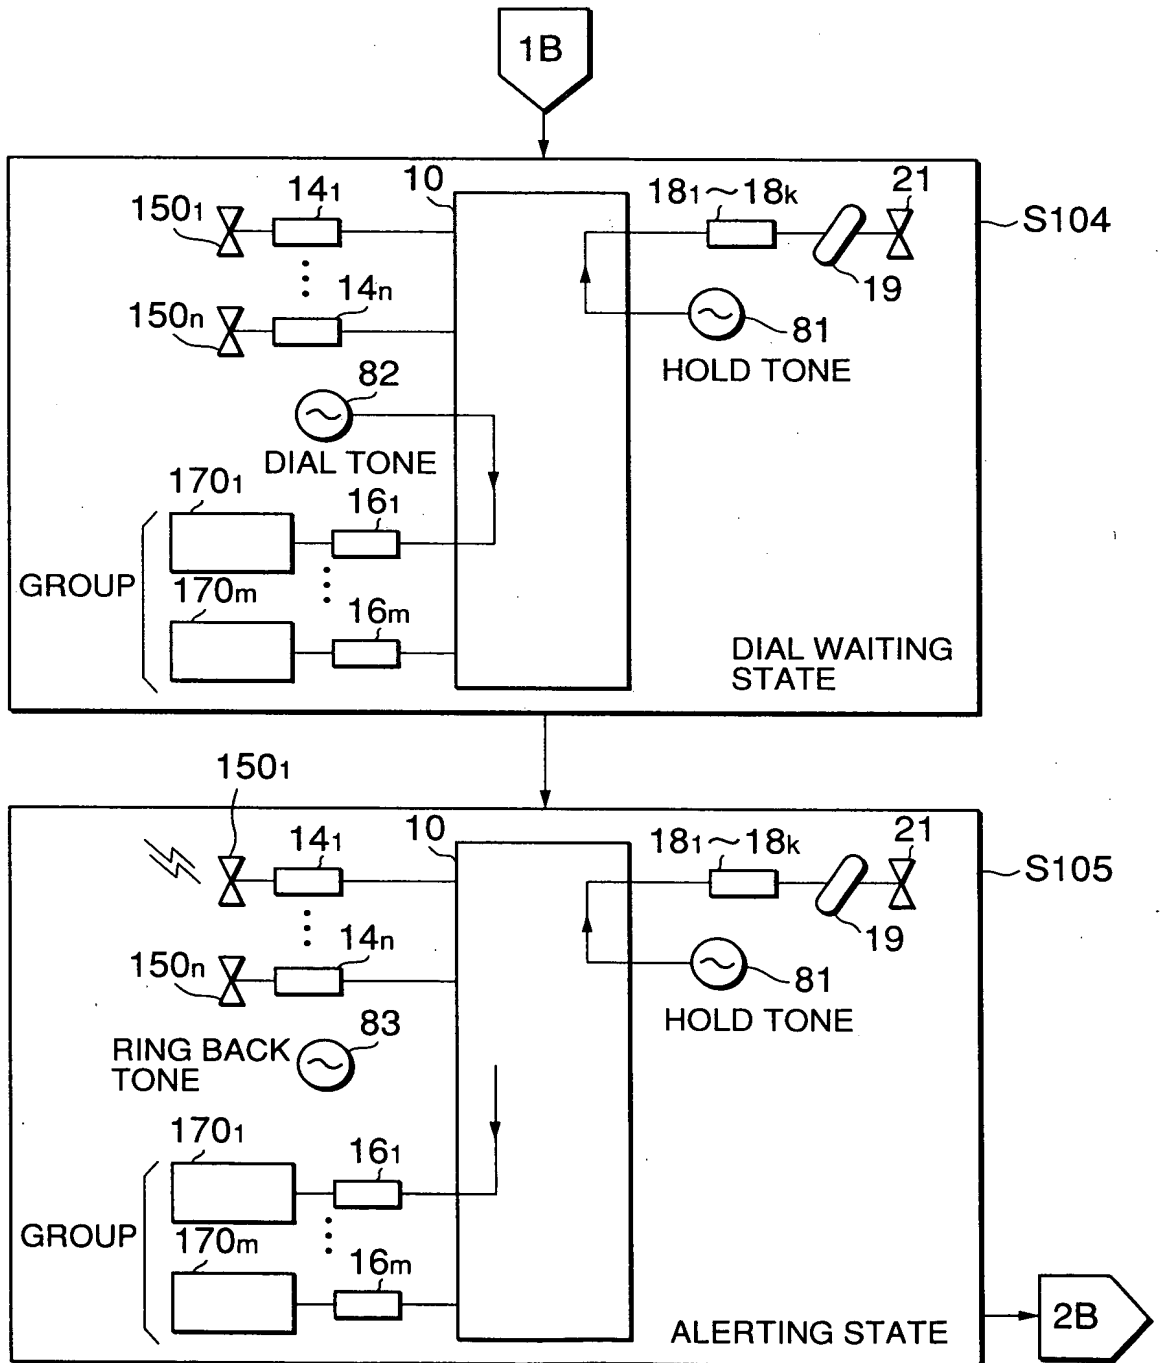 1B
150₁
14₁
10
18₁~18ₖ
21
S104
150ₙ
14ₙ
19
81
HOLD TONE
82
DIAL TONE
170₁
16₁
GROUP
170ₘ
16ₘ
DIAL WAITING
STATE
150₁
14₁
10
18₁~18ₖ
21
S105
150ₙ
14ₙ
19
81
HOLD TONE
RING BACK
TONE
83
170₁
16₁
GROUP
170ₘ
16ₘ
ALERTING STATE
2B